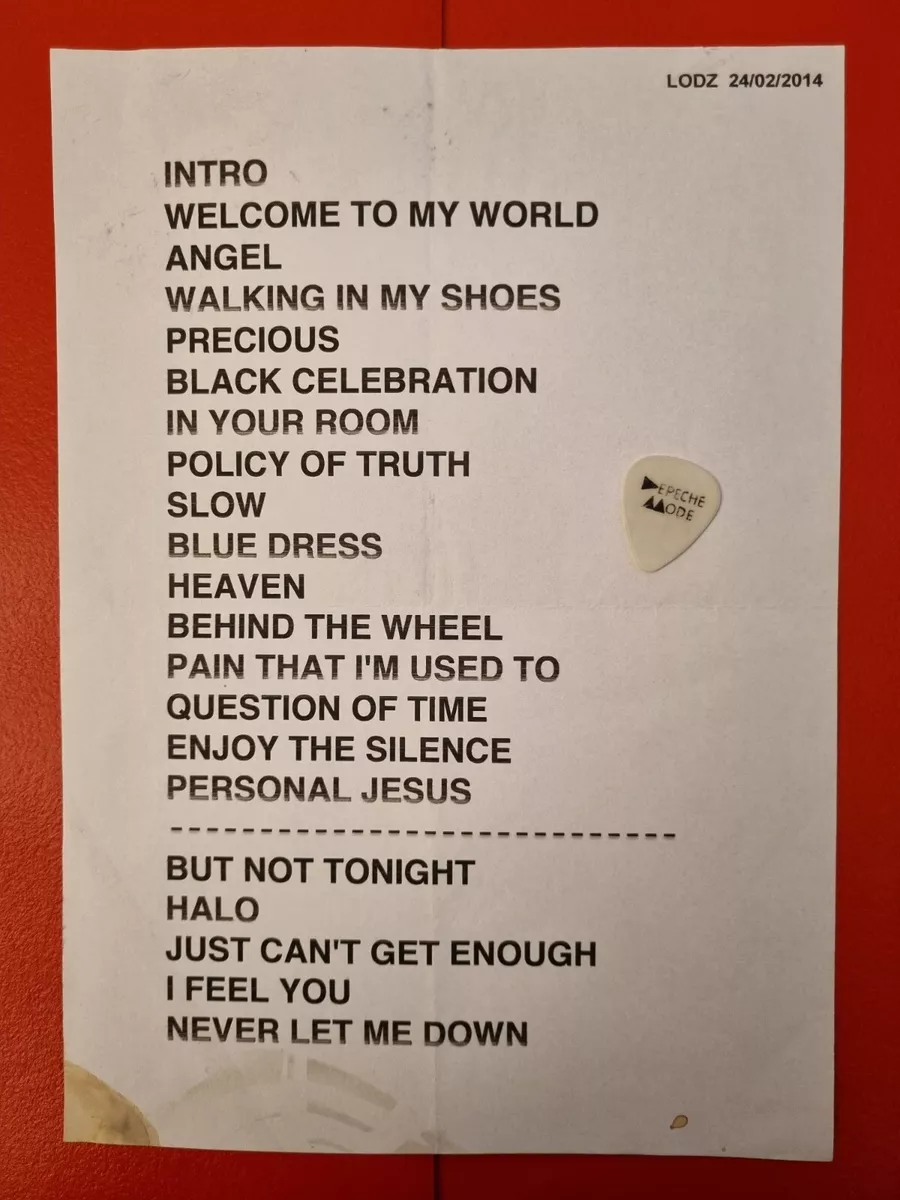 LODZ 24/02/2014
INTRO
WELCOME TO MY WORLD
ANGEL
WALKING IN MY SHOES
PRECIOUS
BLACK CELEBRATION
IN YOUR ROOM
POLICY OF TRUTH
SLOW
BLUE DRESS
HEAVEN
BEHIND THE WHEEL
PAIN THAT I'M USED TO
QUESTION OF TIME
ENJOY THE SILENCE
PERSONAL JESUS
-----------------------------
BUT NOT TONIGHT
HALO
JUST CAN'T GET ENOUGH
I FEEL YOU
NEVER LET ME DOWN
DEPECHE
MODE